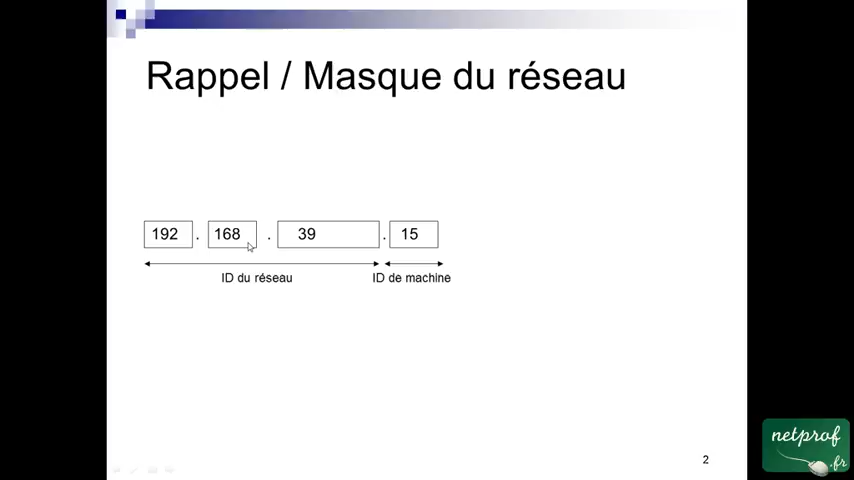 Rappel / Masque du réseau
192 . 168 . 39 . 15
ID du réseau ID de machine
2
netprof
.fr